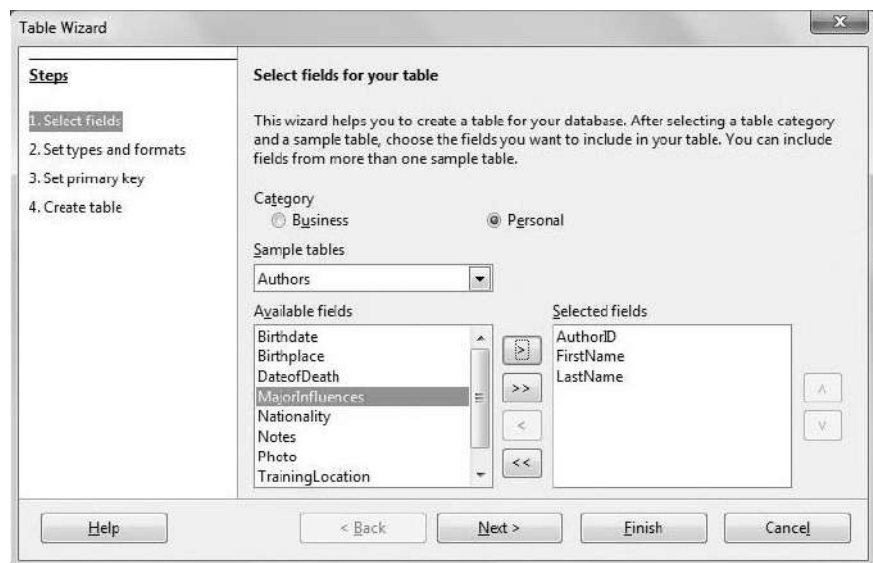 Table Wizard
Steps
1. Select fields
2. Set types and formats
3. Set primary key
4. Create table
Select fields for your table
This wizard helps you to create a table for your database. After selecting a table category
and a sample table, choose the fields you want to include in your table. You can include
fields from more than one sample table.
Category
Business
Personal
Sample tables
Authors
Available fields
Birthdate
Birthplace
DateofDeath
MajorInfluences
Nationality
Notes
Photo
TrainingLocation
>
>>
<
<<
Selected fields
AuthorID
FirstName
LastName
Help
< Back
Next >
Finish
Cancel